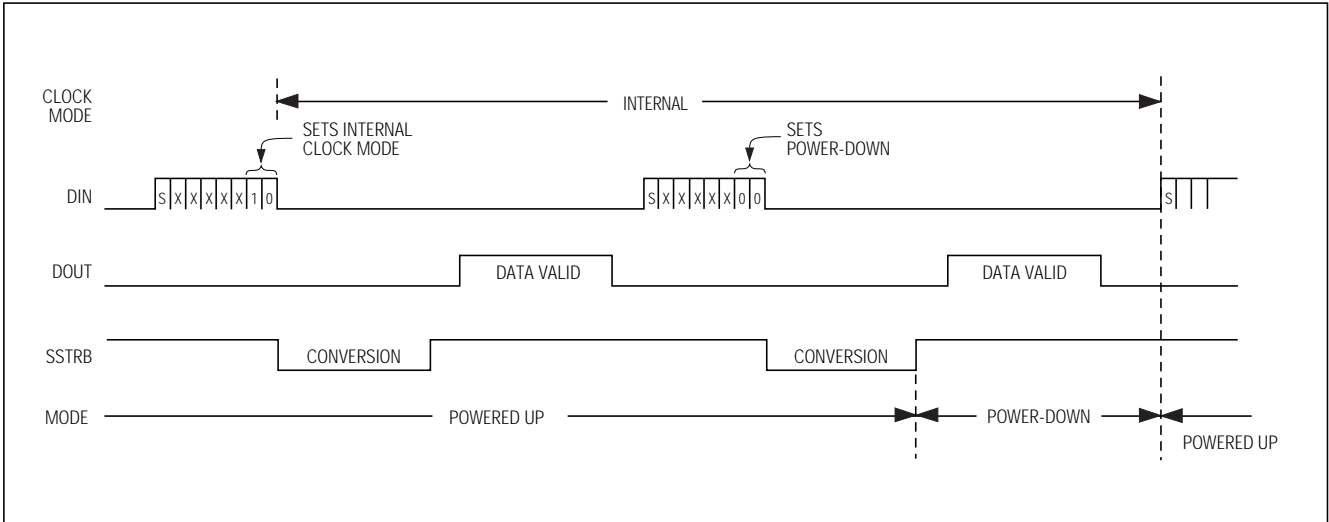 CLOCK
MODE
INTERNAL
SETS INTERNAL
CLOCK MODE
SETS
POWER-DOWN
DIN
S X X X X X 1 0
S X X X X X 0 0
S
DOUT
DATA VALID
DATA VALID
SSTRB
CONVERSION
CONVERSION
MODE
POWERED UP
POWER-DOWN
POWERED UP